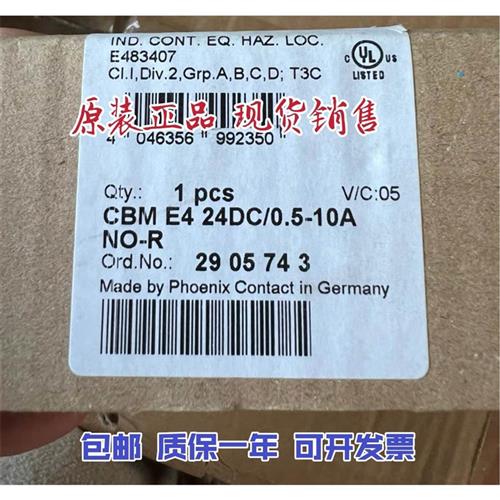 IND. CONT. EQ. HAZ. LOC.
E483407
Cl.I,Div.2,Grp.A,B,C,D; T3C
C UL US
LISTED
原装正品 现货销售
4 046356 992350
Qty.: 1 pcs V/C:05
CBM E4 24DC/0.5-10A
NO-R
Ord.No.: 29 05 74 3
Made by Phoenix Contact in Germany
包邮 质保一年 可开发票